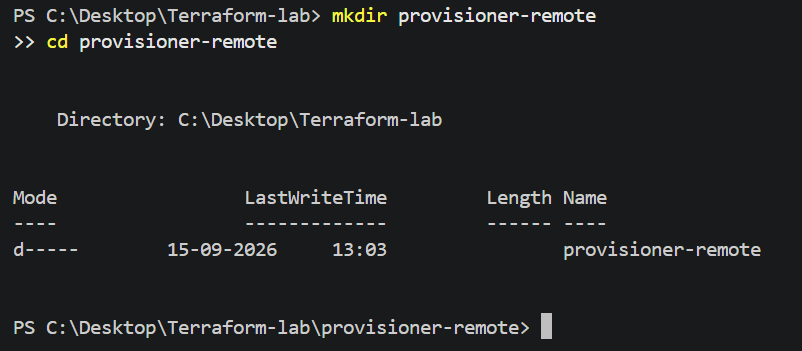 PS C:\Desktop\Terraform-lab> mkdir provisioner-remote
>> cd provisioner-remote
Directory: C:\Desktop\Terraform-lab
Mode                 LastWriteTime         Length Name
----                 -------------         ------ ----
d-----        15-09-2026     13:03                provisioner-remote
PS C:\Desktop\Terraform-lab\provisioner-remote>